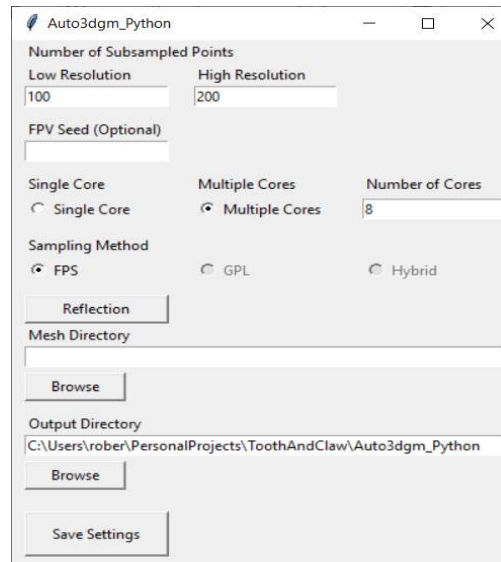 Auto3dgm_Python
Number of Subsampled Points
Low Resolution High Resolution
100 200
FPV Seed (Optional)
Single Core Multiple Cores Number of Cores
Single Core Multiple Cores 8
Sampling Method
FPS GPL Hybrid
Reflection
Mesh Directory
Browse
Output Directory
C:\Users\rober\PersonalProjects\ToothAndClaw\Auto3dgm_Python
Browse
Save Settings